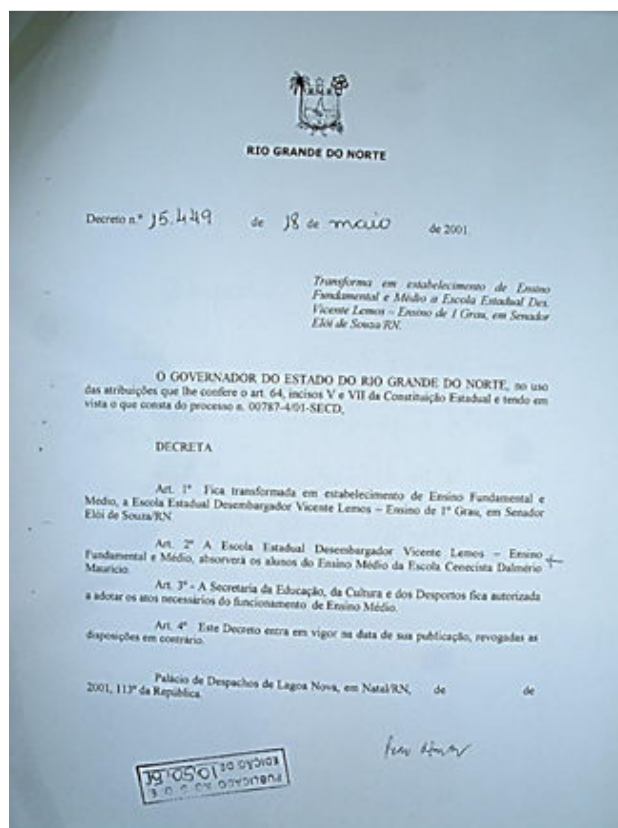 RIO GRANDE DO NORTE
Decreto n.º 15.449 de 18 de maio de 2001.
Transforma em estabelecimento de Ensino
Fundamental e Médio a Escola Estadual Des.
Vicente Lemos – Ensino de 1 Grau, em Senador
Elói de Souza/RN.
O GOVERNADOR DO ESTADO DO RIO GRANDE DO NORTE, no uso
das atribuições que lhe confere o art. 64, incisos V e VII da Constituição Estadual e tendo em
vista o que consta do processo n. 00787-4/01-SECD,
DECRETA
Art. 1º Fica transformada em estabelecimento de Ensino Fundamental e
Médio, a Escola Estadual Desembargador Vicente Lemos – Ensino de 1º Grau, em Senador
Elói de Souza/RN
Art. 2º A Escola Estadual Desembargador Vicente Lemos – Ensino
Fundamental e Médio, absorverá os alunos do Ensino Médio da Escola Cenecista Dalmério
Maurício.
Art. 3º - A Secretaria da Educação, da Cultura e dos Desportos fica autorizada
a adotar os atos necessários do funcionamento de Ensino Médio.
Art. 4º Este Decreto entra em vigor na data de sua publicação, revogadas as
disposições em contrário.
Palácio de Despachos de Lagoa Nova, em Natal/RN, de de
2001, 113º da República.
PUBLICADO NO D O E
EDIÇÃO DE 19.05.01